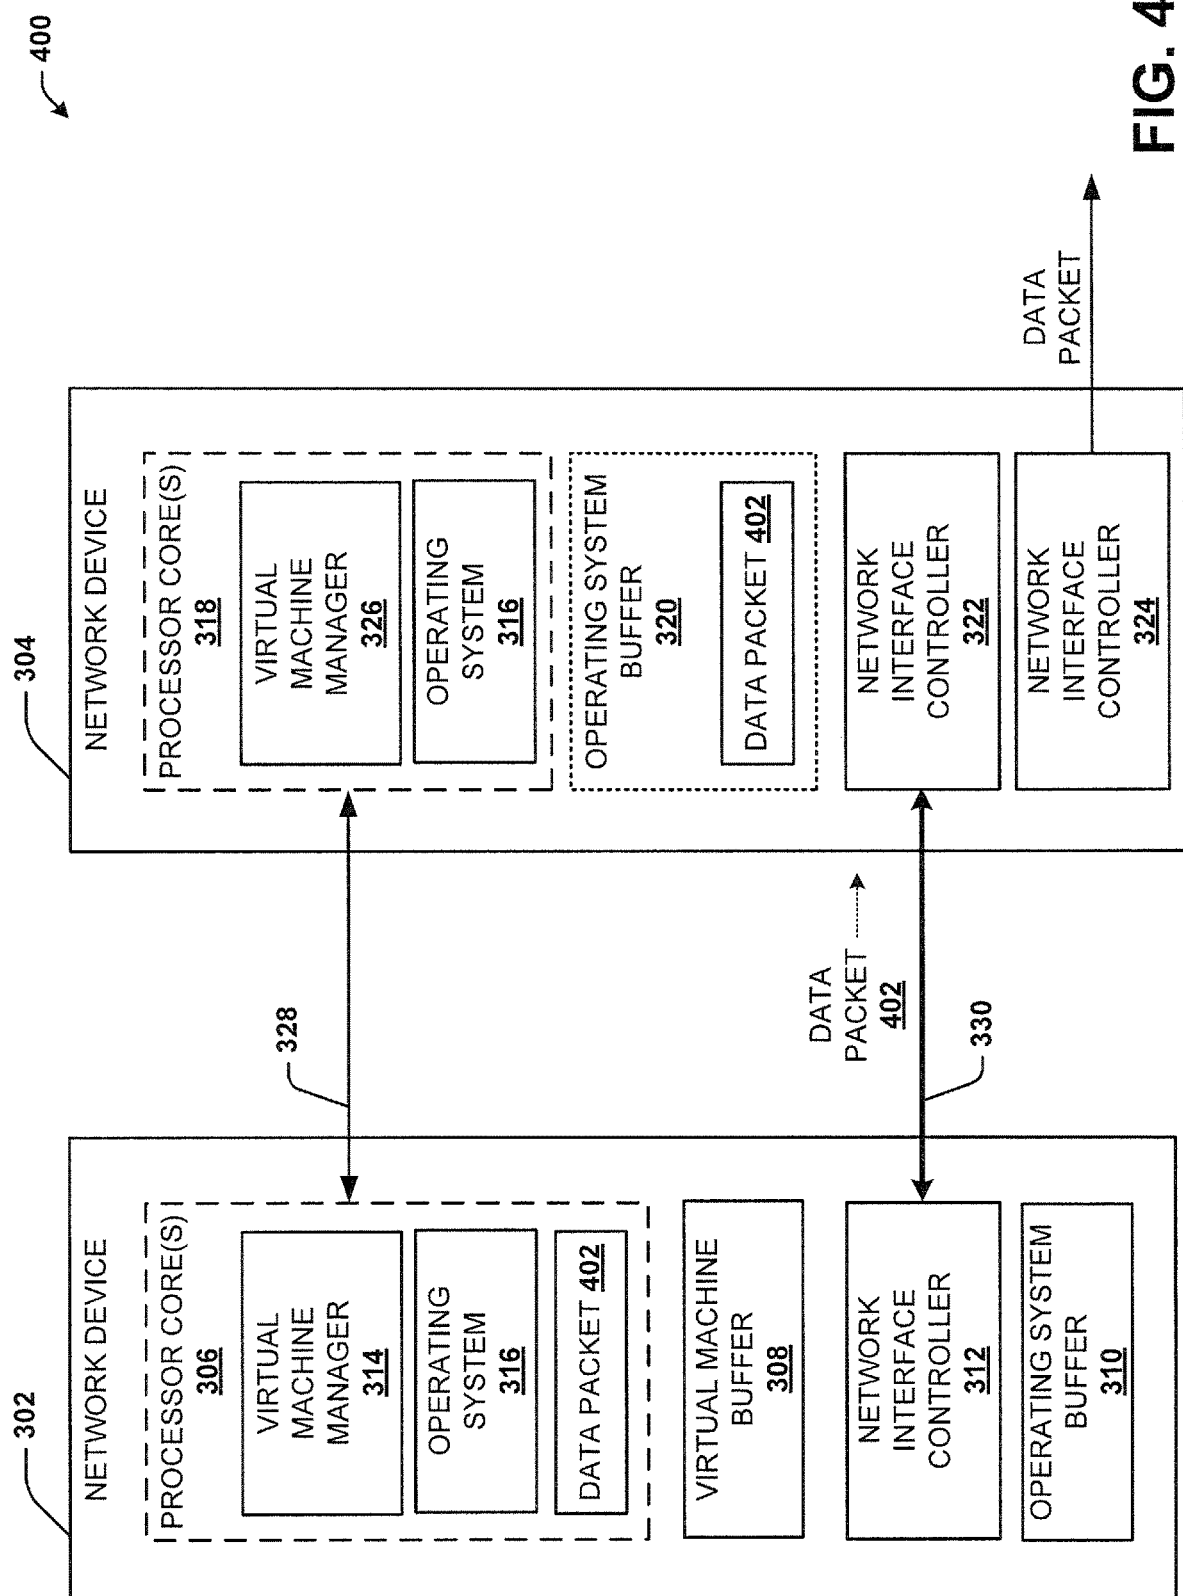 400
302
NETWORK DEVICE
PROCESSOR CORE(S)
306
VIRTUAL
MACHINE
MANAGER
314
OPERATING
SYSTEM
316
DATA PACKET 402
VIRTUAL MACHINE
BUFFER
308
NETWORK
INTERFACE
CONTROLLER
312
OPERATING SYSTEM
BUFFER
310
328
DATA
PACKET
402
330
304
NETWORK DEVICE
PROCESSOR CORE(S)
318
VIRTUAL
MACHINE
MANAGER
326
OPERATING
SYSTEM
316
OPERATING SYSTEM
BUFFER
320
DATA PACKET 402
NETWORK
INTERFACE
CONTROLLER
322
NETWORK
INTERFACE
CONTROLLER
324
DATA
PACKET
FIG. 4